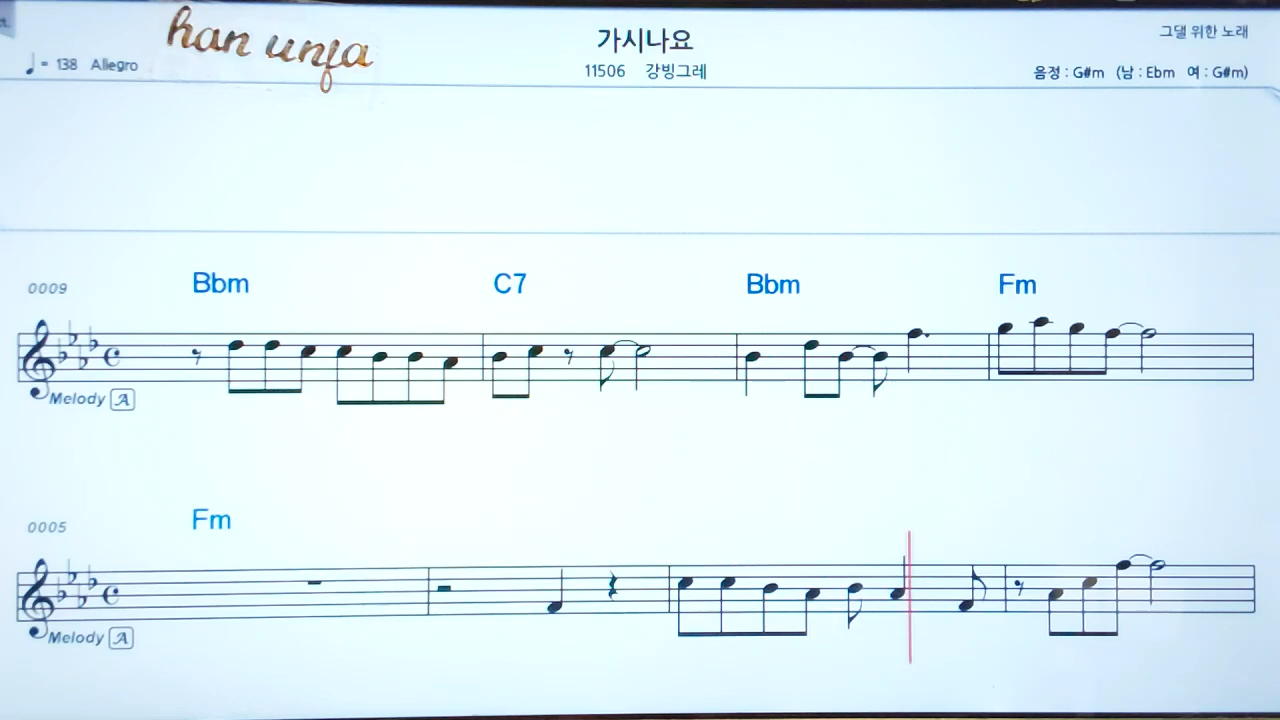 han unja
♩= 138 Allegro
가시나요
11506 강빙그레
그댈 위한 노래
음정 : G#m (남 : Ebm 여 : G#m)
0009
Bbm C7 Bbm Fm
Melody A
0005
Fm
Melody A